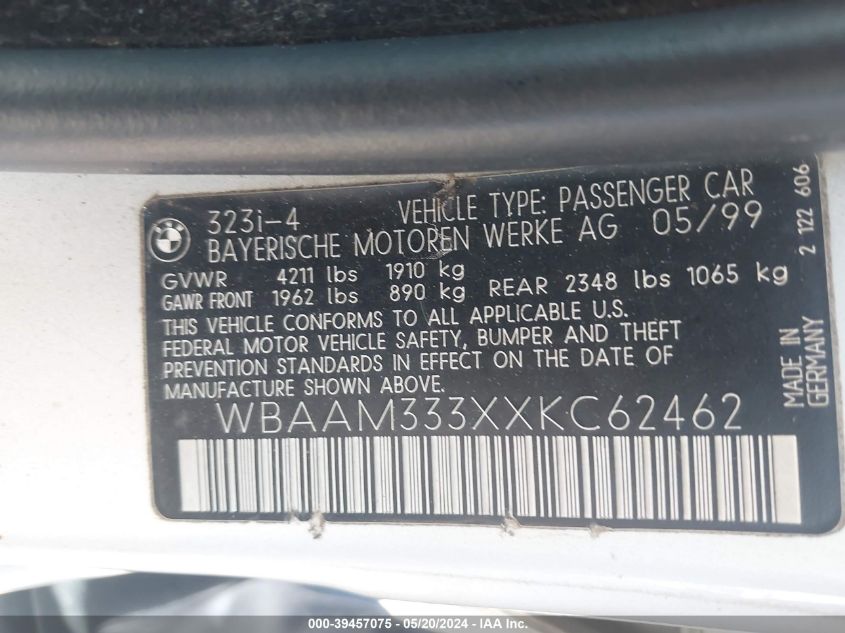 323i-4 VEHICLE TYPE: PASSENGER CAR
BAYERISCHE MOTOREN WERKE AG 05/99
GVWR 4211 lbs 1910 kg
GAWR FRONT 1962 lbs 890 kg REAR 2348 lbs 1065 kg
THIS VEHICLE CONFORMS TO ALL APPLICABLE U.S.
FEDERAL MOTOR VEHICLE SAFETY, BUMPER AND THEFT
PREVENTION STANDARDS IN EFFECT ON THE DATE OF
MANUFACTURE SHOWN ABOVE.
WBAAM333XXKC62462
2 122 606
MADE IN
GERMANY
BMW
000-39457075 - 05/20/2024 - IAAI.com